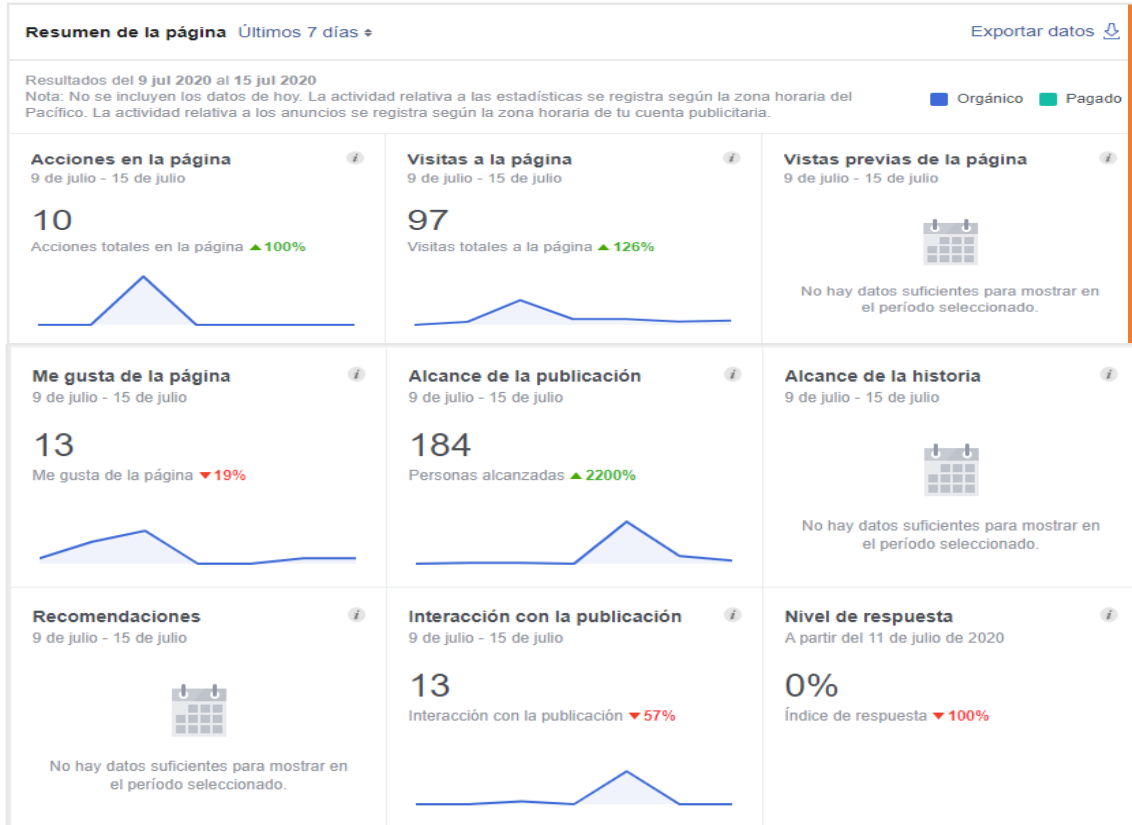 Resumen de la página Últimos 7 días
Exportar datos
Resultados del 9 jul 2020 al 15 jul 2020
Nota: No se incluyen los datos de hoy. La actividad relativa a las estadísticas se registra según la zona horaria del
Pacífico. La actividad relativa a los anuncios se registra según la zona horaria de tu cuenta publicitaria.
Orgánico Pagado
Acciones en la página
9 de julio - 15 de julio
10
Acciones totales en la página ▲100%
Visitas a la página
9 de julio - 15 de julio
97
Visitas totales a la página ▲126%
Vistas previas de la página
9 de julio - 15 de julio
No hay datos suficientes para mostrar en
el período seleccionado.
Me gusta de la página
9 de julio - 15 de julio
13
Me gusta de la página ▼19%
Alcance de la publicación
9 de julio - 15 de julio
184
Personas alcanzadas ▲2200%
Alcance de la historia
9 de julio - 15 de julio
No hay datos suficientes para mostrar en
el período seleccionado.
Recomendaciones
9 de julio - 15 de julio
No hay datos suficientes para mostrar en
el período seleccionado.
Interacción con la publicación
9 de julio - 15 de julio
13
Interacción con la publicación ▼57%
Nivel de respuesta
A partir del 11 de julio de 2020
0%
Índice de respuesta ▼100%